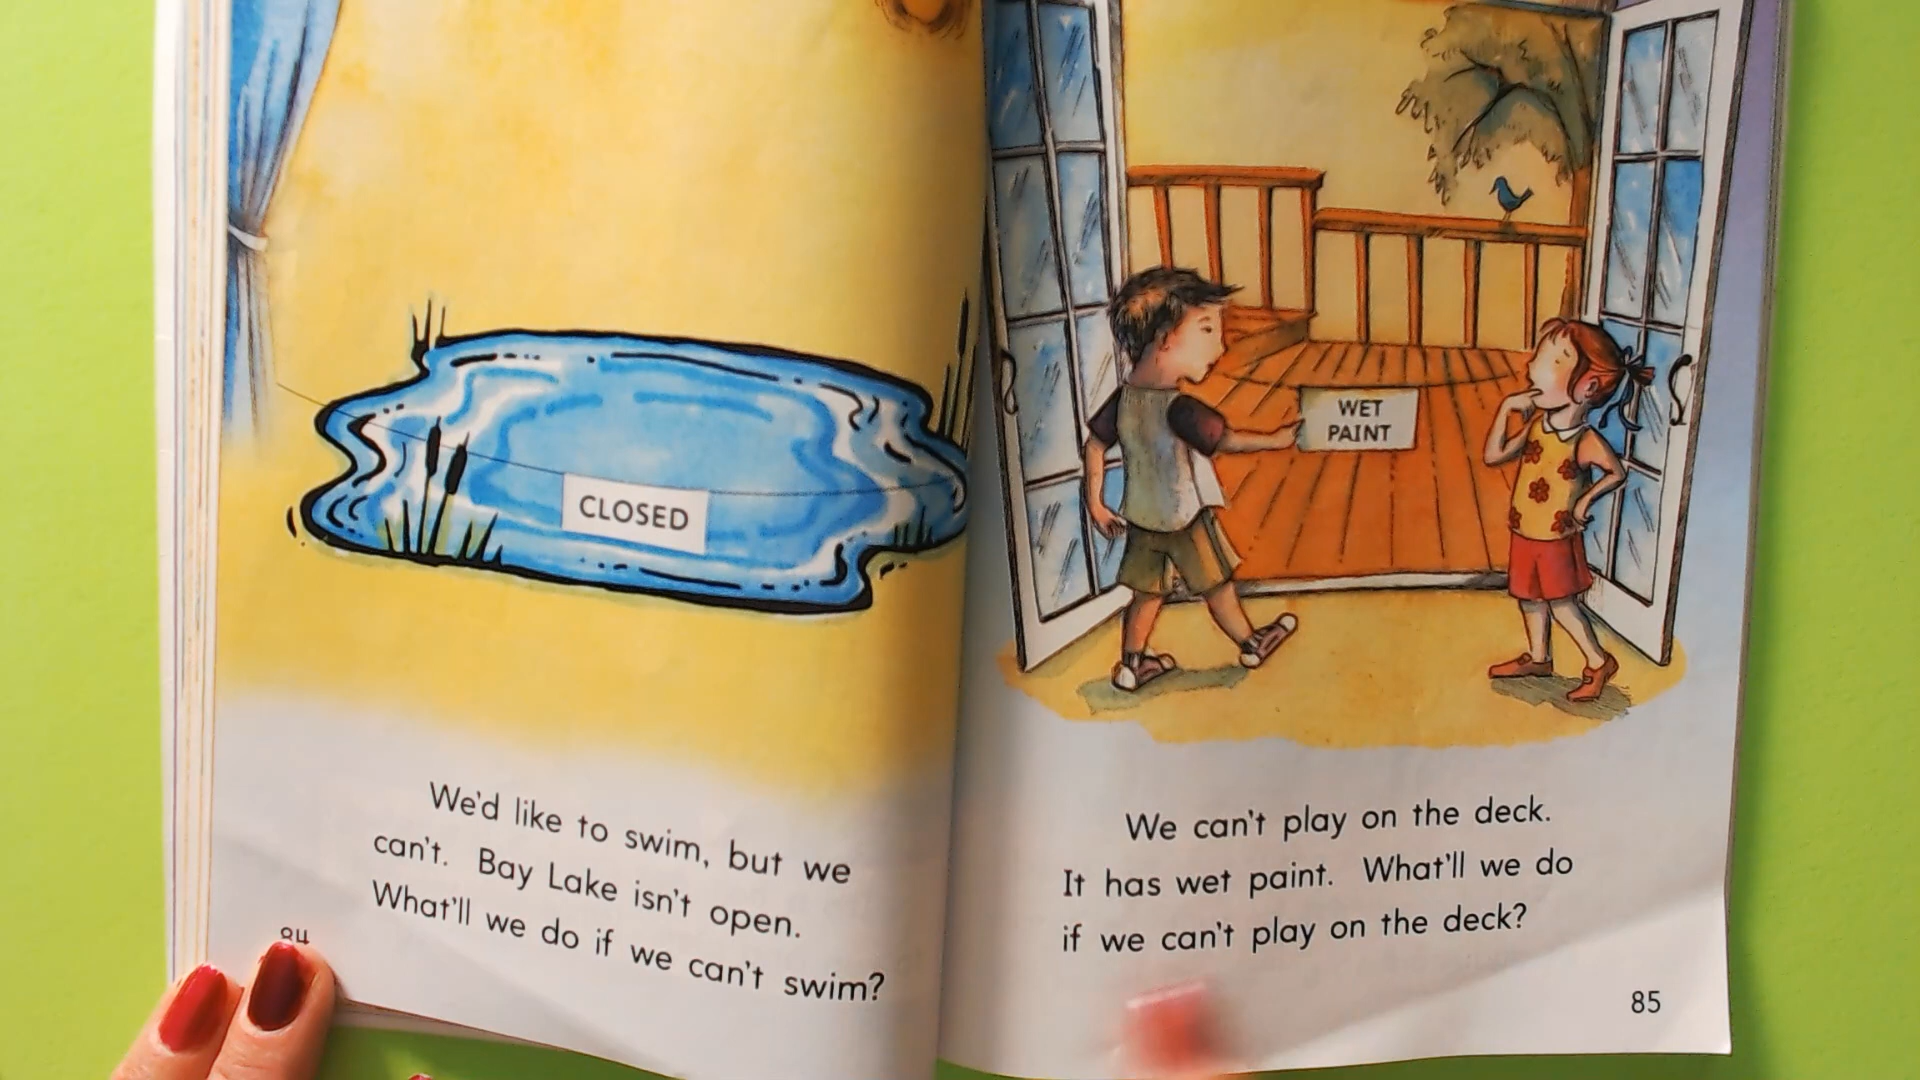 CLOSED
We'd like to swim, but we
can't. Bay Lake isn't open.
What'll we do if we can't swim?
84
WET
PAINT
We can't play on the deck.
It has wet paint. What'll we do
if we can't play on the deck?
85